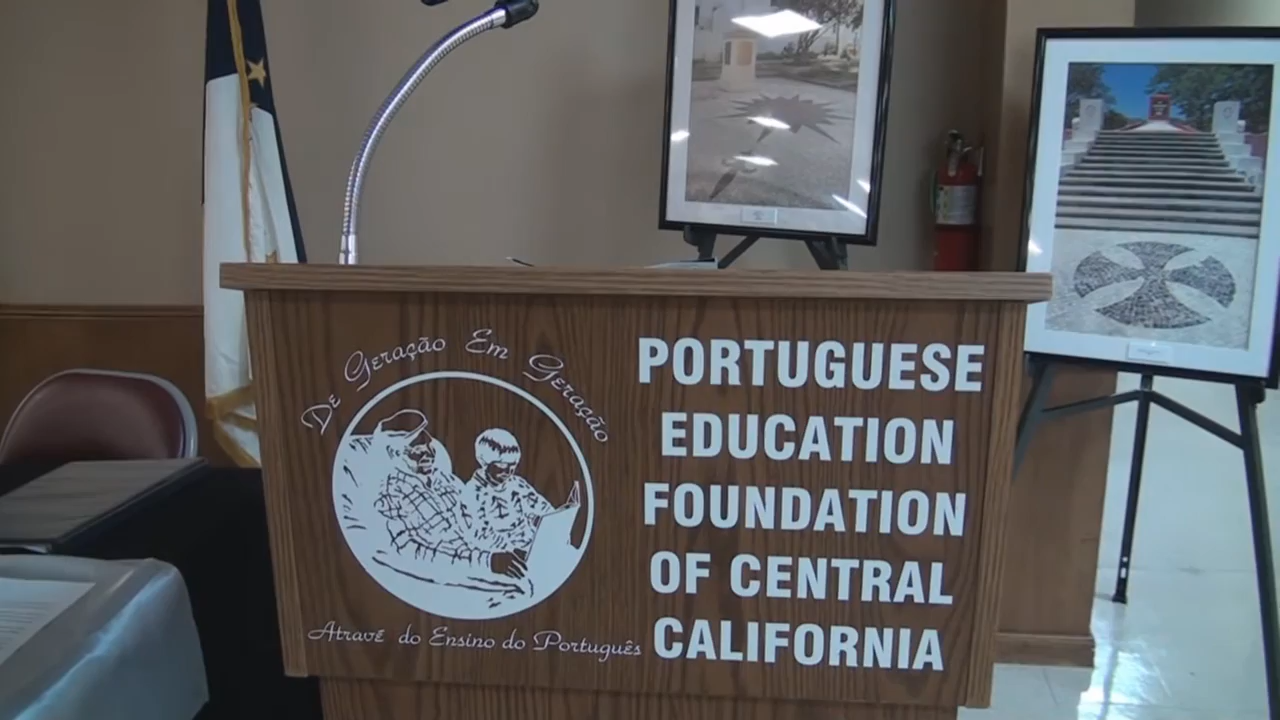 De Geração Em Geração
Atravé do Ensino do Português
PORTUGUESE
EDUCATION
FOUNDATION
OF CENTRAL
CALIFORNIA